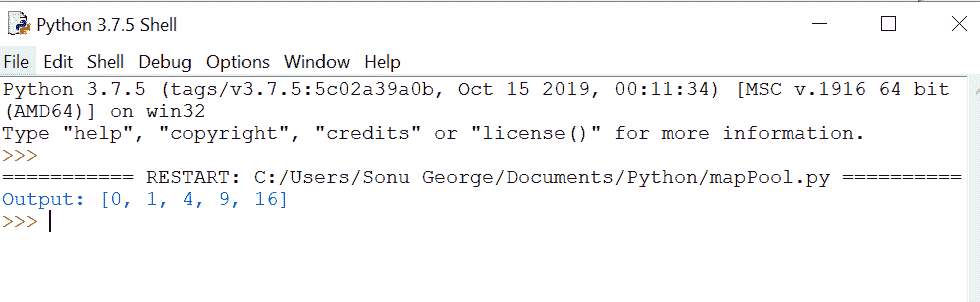 Python 3.7.5 Shell
File Edit Shell Debug Options Window Help
Python 3.7.5 (tags/v3.7.5:5c02a39a0b, Oct 15 2019, 00:11:34) [MSC v.1916 64 bit
(AMD64)] on win32
Type "help", "copyright", "credits" or "license()" for more information.
>>>
=========== RESTART: C:/Users/Sonu George/Documents/Python/mapPool.py ==========
Output: [0, 1, 4, 9, 16]
>>>